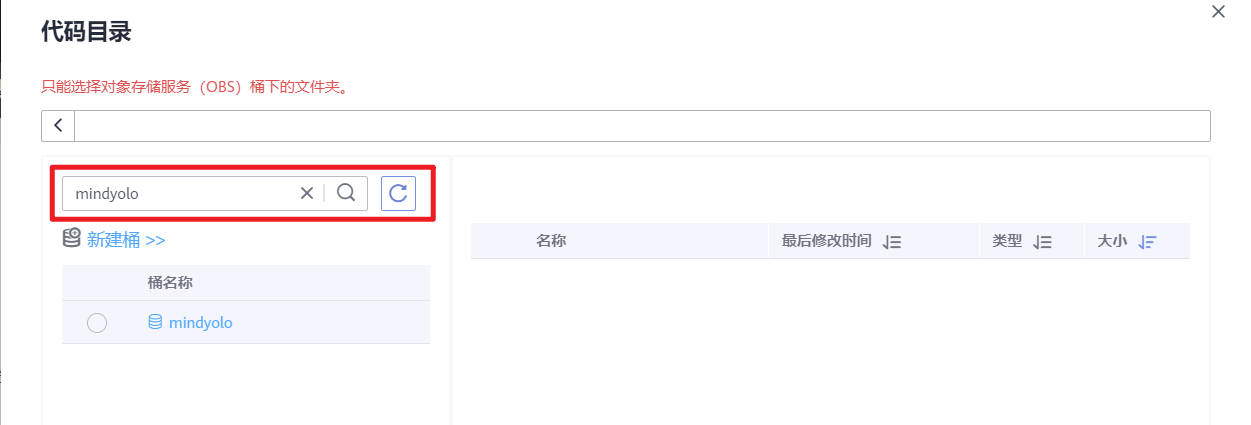 代码目录
只能选择对象存储服务（OBS）桶下的文件夹。
mindyolo
新建桶 >>
桶名称
mindyolo
名称 最后修改时间 类型 大小